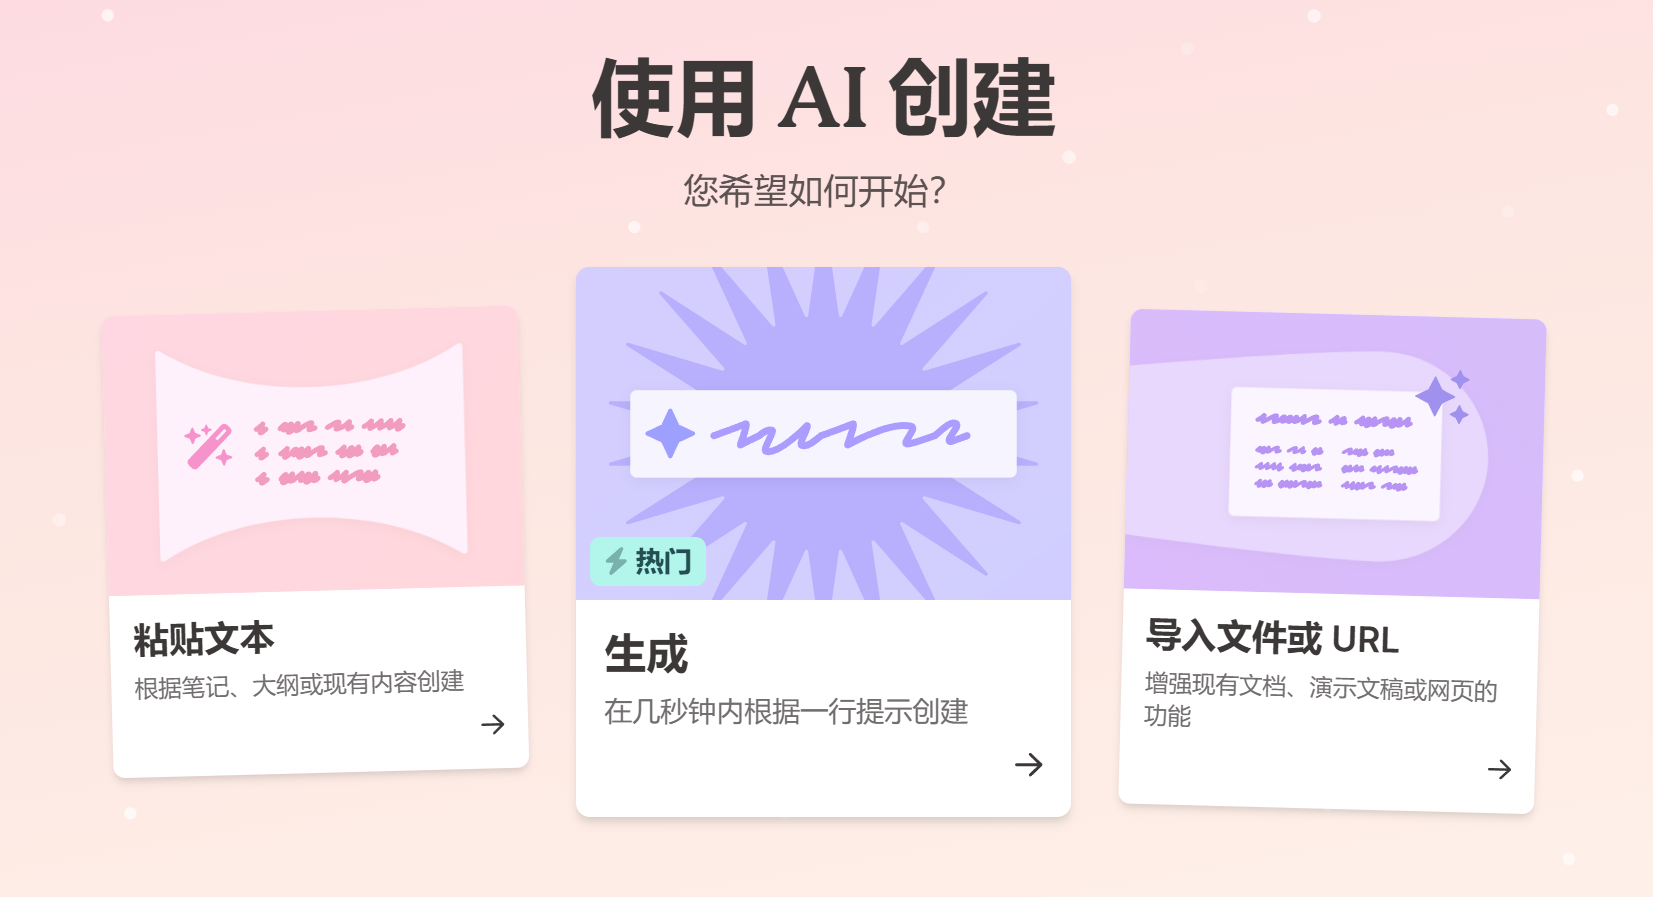 使用 AI 创建
您希望如何开始？
粘贴文本
根据笔记、大纲或现有内容创建
热门
生成
在几秒钟内根据一行提示创建
导入文件或 URL
增强现有文档、演示文稿或网页的
功能